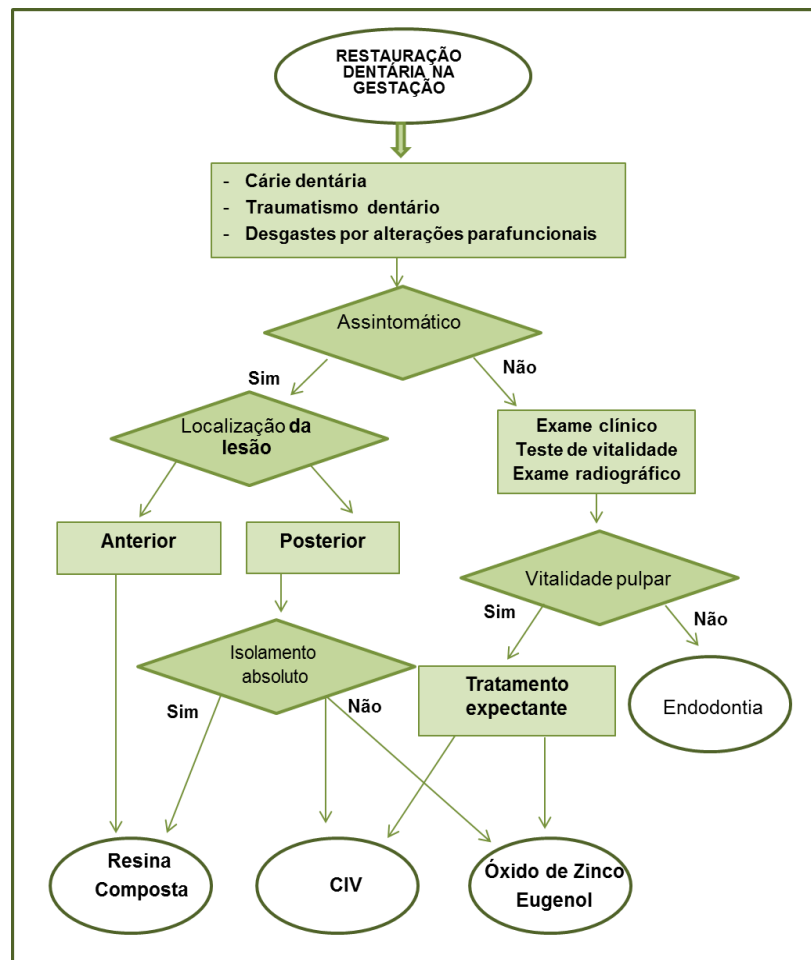 RESTAURAÇÃO
DENTÁRIA NA
GESTAÇÃO
- Cárie dentária
- Traumatismo dentário
- Desgastes por alterações parafuncionais
Assintomático
Sim
Não
Localização da
lesão
Exame clínico
Teste de vitalidade
Exame radiográfico
Anterior
Posterior
Vitalidade pulpar
Sim
Não
Isolamento
absoluto
Sim
Não
Tratamento
expectante
Endodontia
Resina
Composta
CIV
Óxido de Zinco
Eugenol